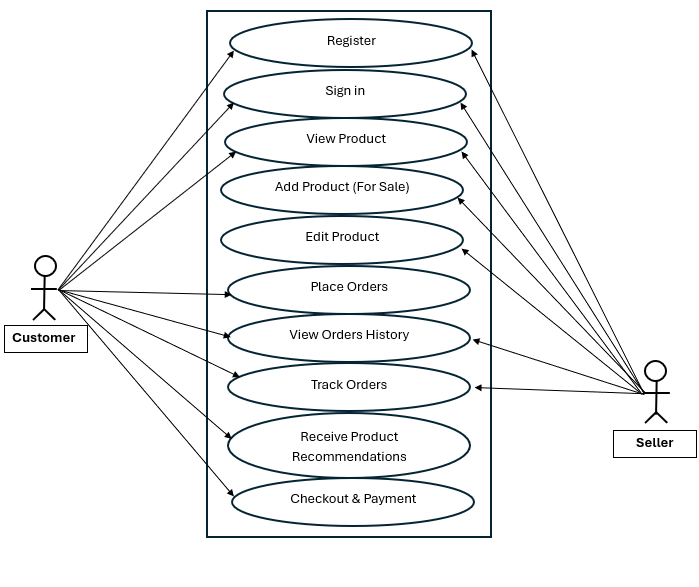 Register
Sign in
View Product
Add Product (For Sale)
Edit Product
Place Orders
View Orders History
Track Orders
Receive Product
Recommendations
Checkout & Payment
Customer
Seller